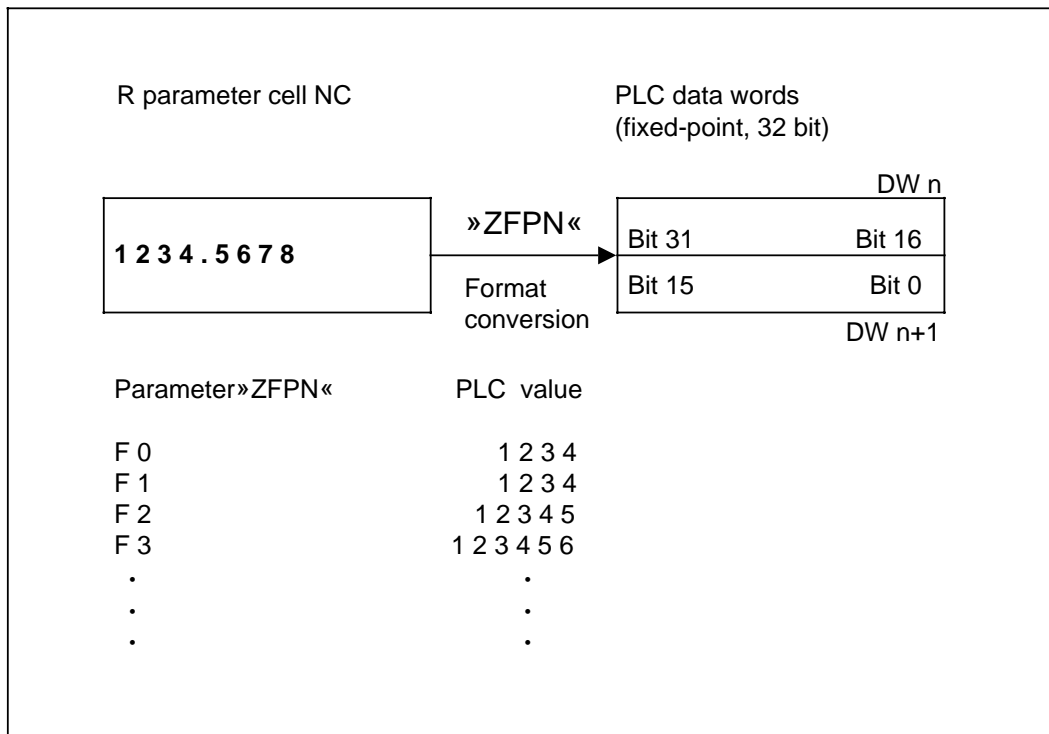 R parameter cell NC
PLC data words
(fixed-point, 32 bit)
DW n
1 2 3 4 . 5 6 7 8
»ZFPN«
Format
conversion
Bit 31 Bit 16
Bit 15 Bit 0
DW n+1
Parameter»ZFPN« PLC value
F 0 1 2 3 4
F 1 1 2 3 4
F 2 1 2 3 4 5
F 3 1 2 3 4 5 6
. .
. .
. .